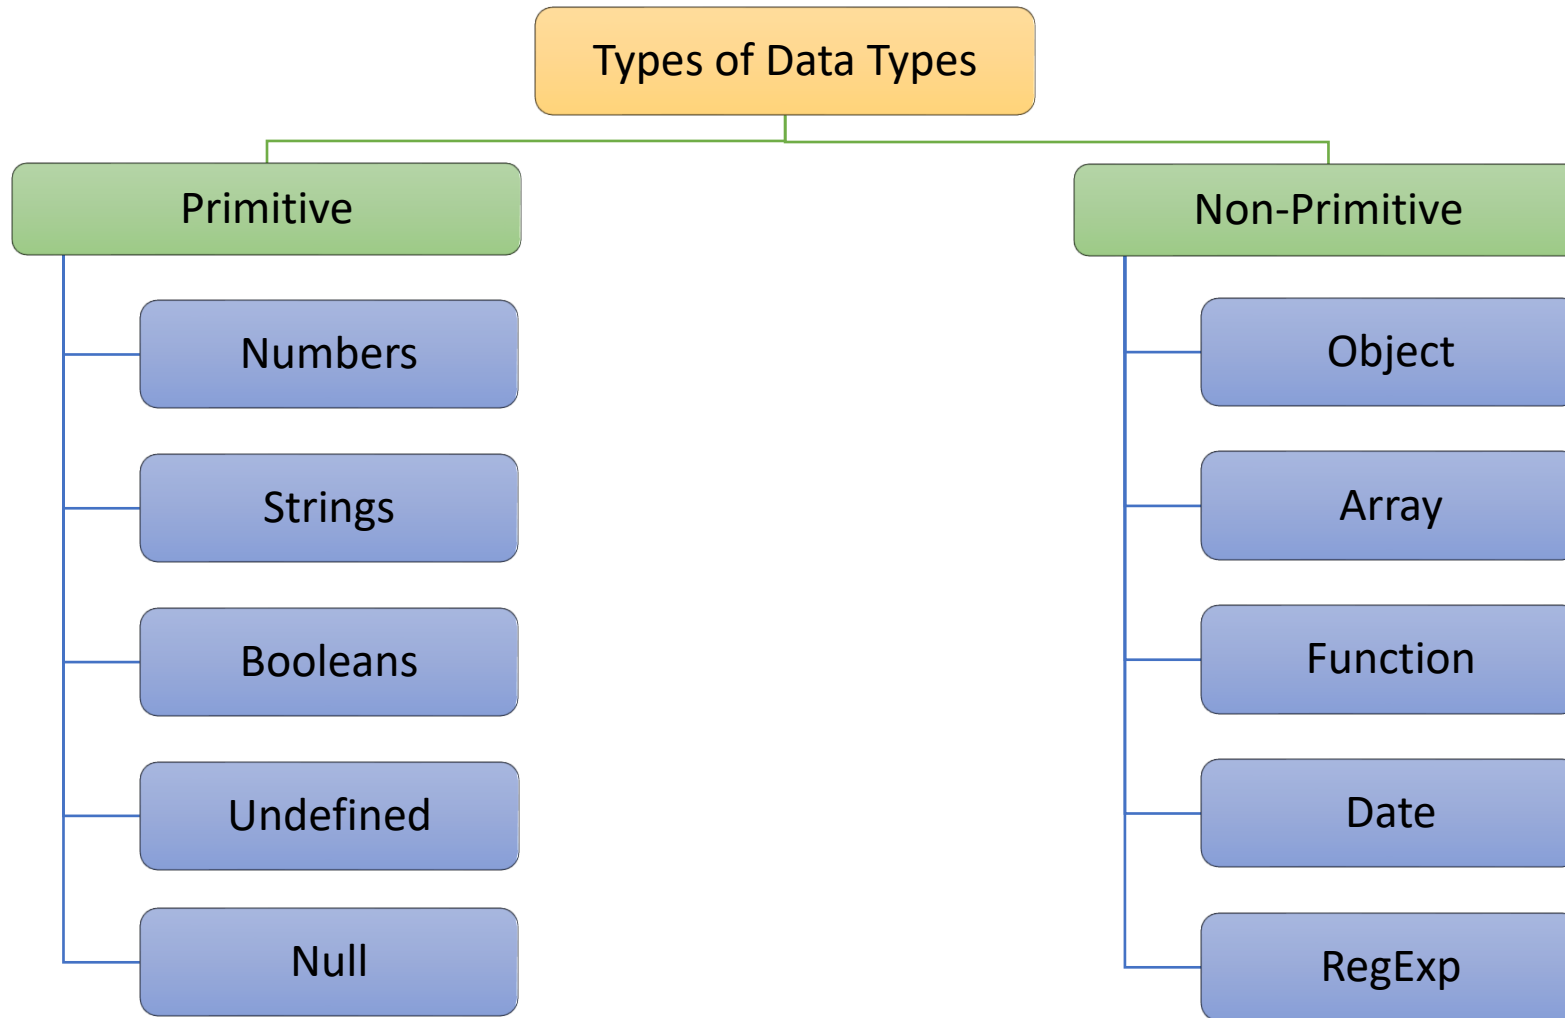 Types of Data Types
Primitive
Numbers
Strings
Booleans
Undefined
Null
Non-Primitive
Object
Array
Function
Date
RegExp